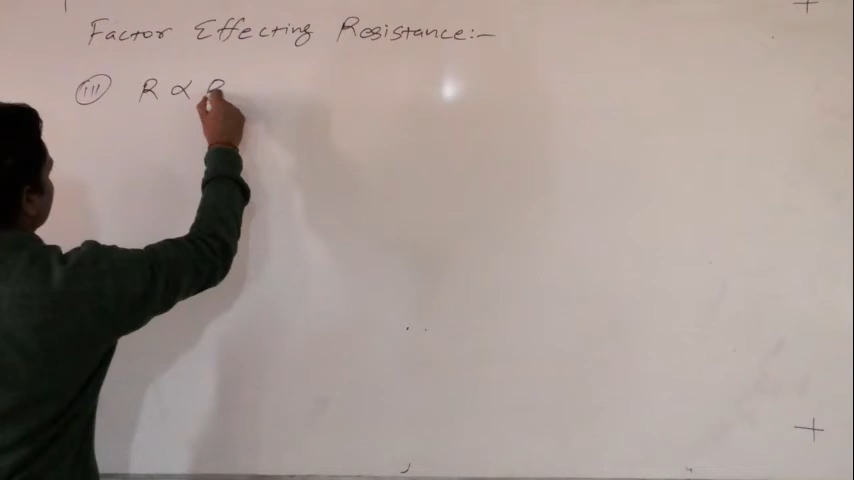 Factor Effecting Resistance:-
(iii) R ∝ R